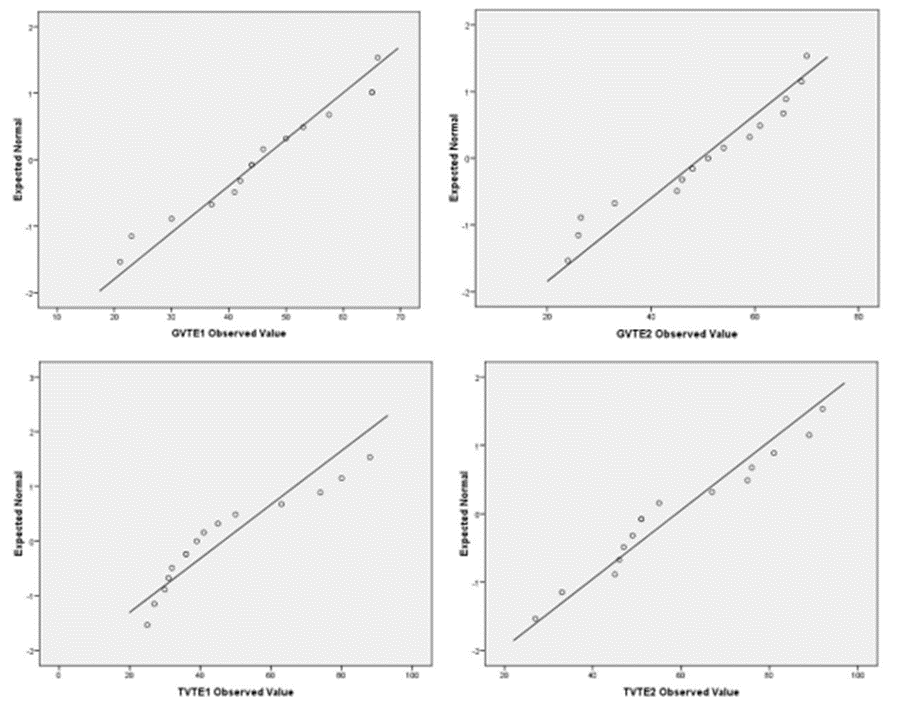 2
1
0
-1
-2
Expected Normal
10 20 30 40 50 60 70
GVTE1 Observed Value
2
1
0
-1
-2
Expected Normal
20 40 60 80
GVTE2 Observed Value
3
2
1
0
-1
-2
Expected Normal
0 20 40 60 80 100
TVTE1 Observed Value
2
1
0
-1
-2
Expected Normal
20 40 60 80 100
TVTE2 Observed Value